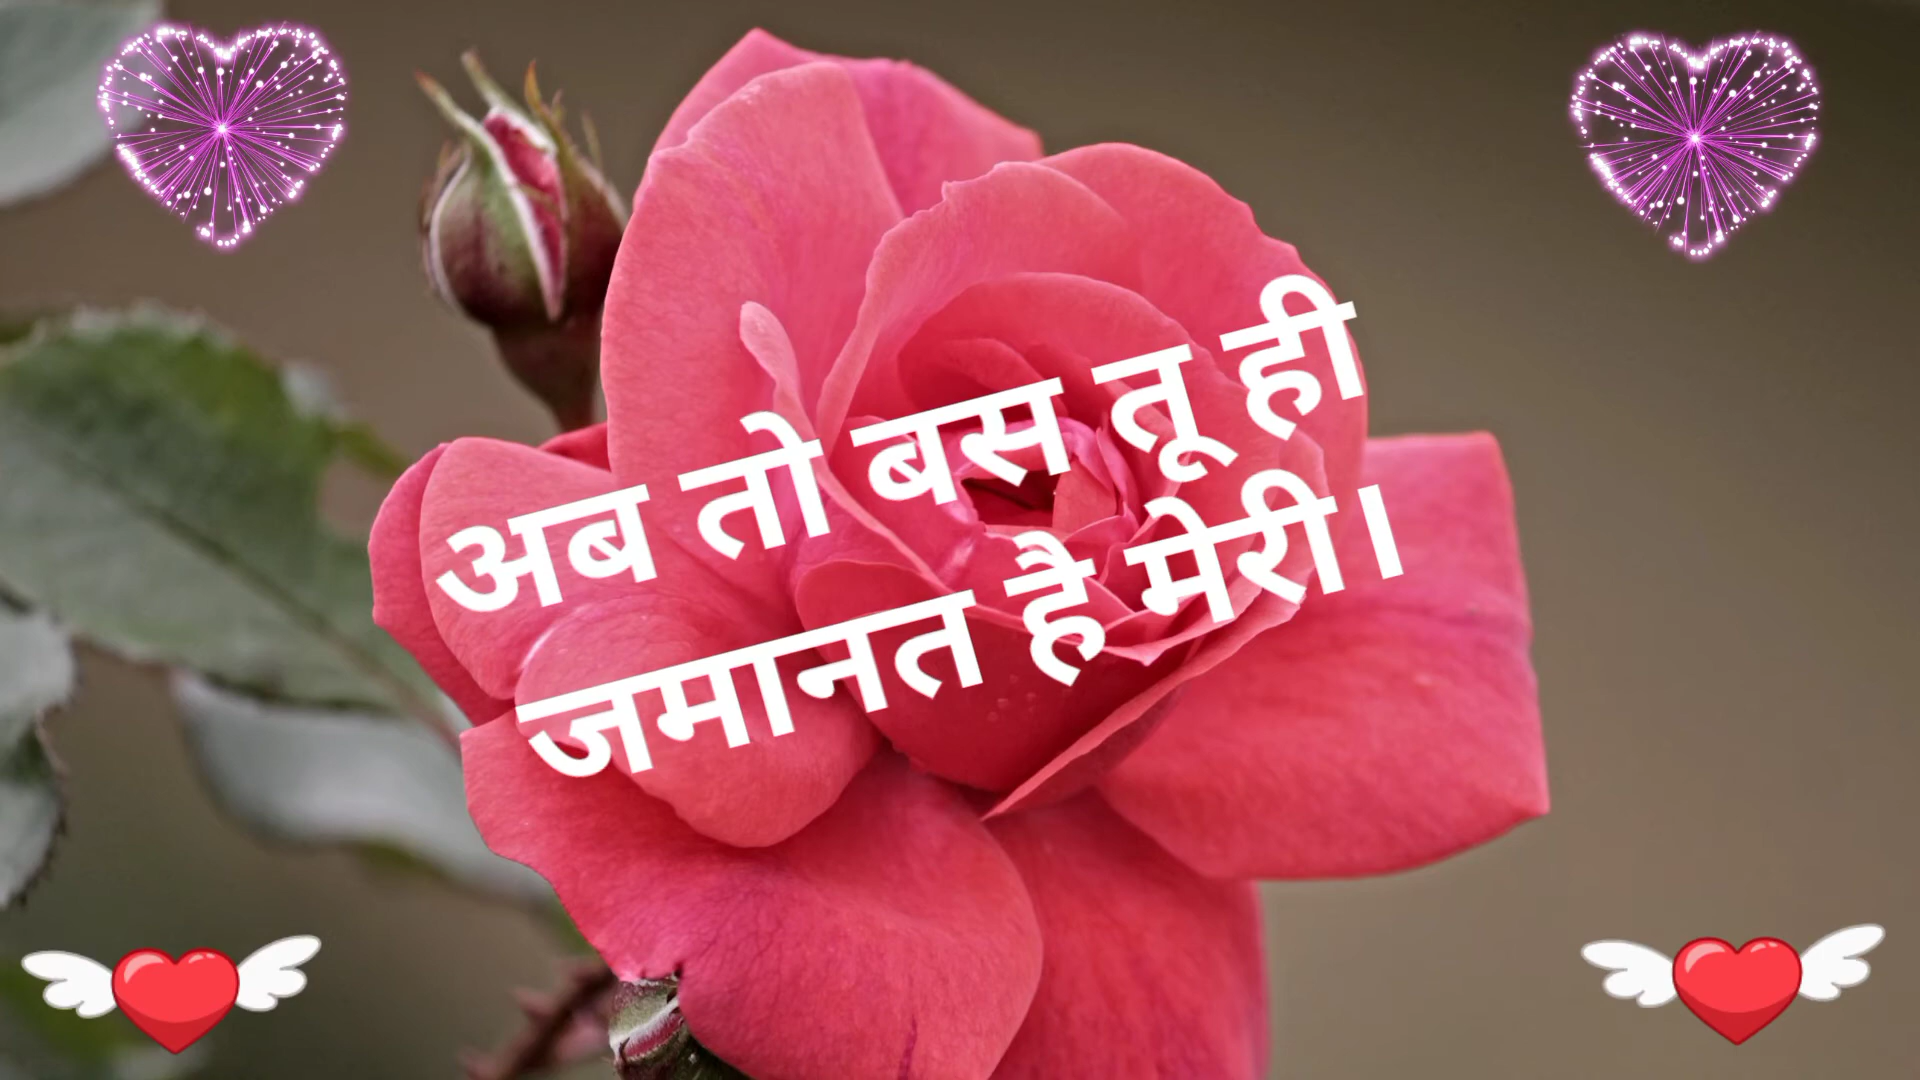 अब तो बस तू ही
जमानत है मेरी।